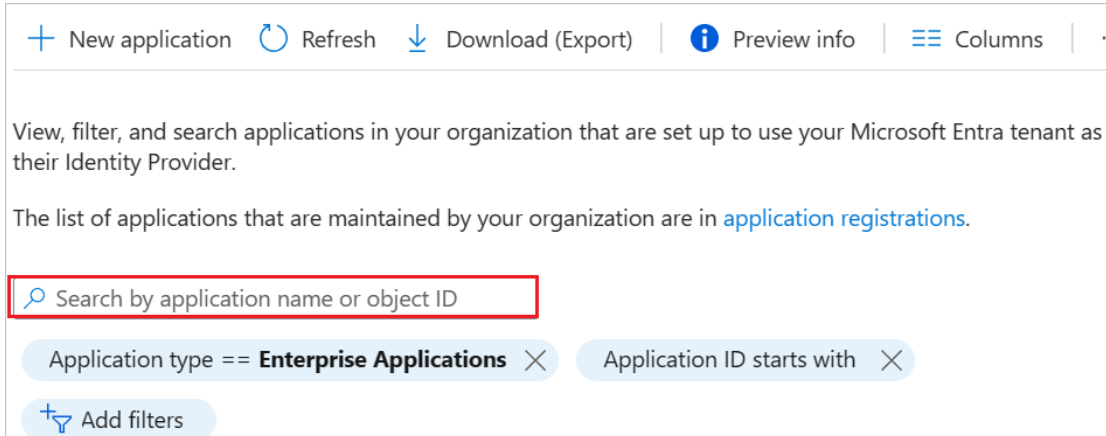 New application Refresh Download (Export) Preview info Columns
View, filter, and search applications in your organization that are set up to use your Microsoft Entra tenant as
their Identity Provider.
The list of applications that are maintained by your organization are in application registrations.
Search by application name or object ID
Application type == Enterprise Applications Application ID starts with
Add filters